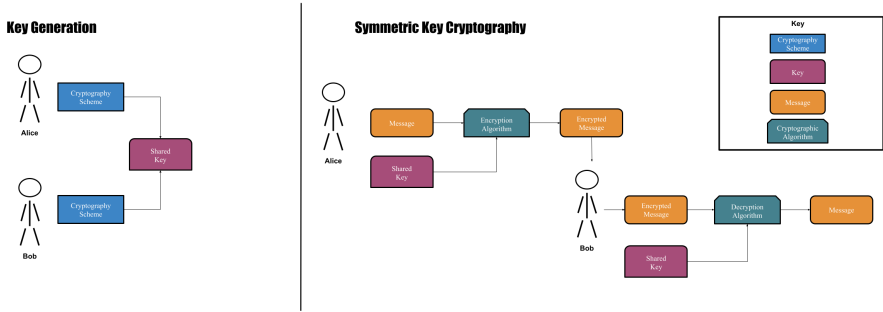 Key Generation
Cryptography
Scheme
Alice
Shared
Key
Cryptography
Scheme
Bob
Symmetric Key Cryptography
Alice
Message
Encryption
Algorithm
Encrypted
Message
Shared
Key
Bob
Encrypted
Message
Decryption
Algorithm
Message
Shared
Key
Key
Cryptography
Scheme
Key
Message
Cryptographic
Algorithm